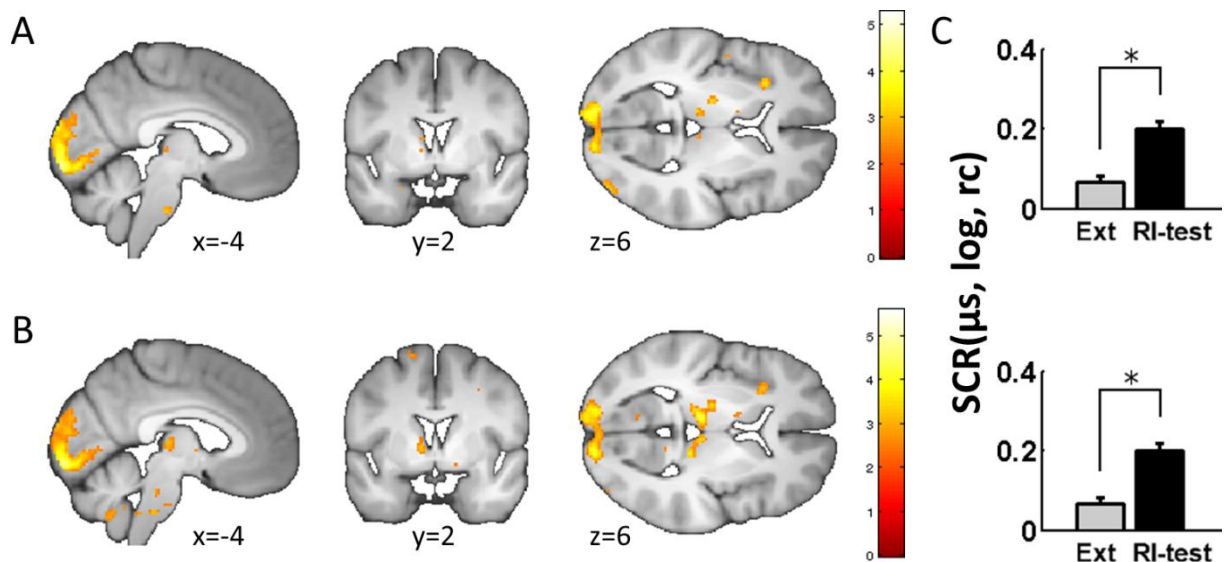 A
x=-4
y=2
z=6
5
4
3
2
1
0
B
x=-4
y=2
z=6
5
4
3
2
1
0
C
SCR(µs, log, rc)
0.4
0.2
0
*
Ext RI-test
0.4
0.2
0
*
Ext RI-test